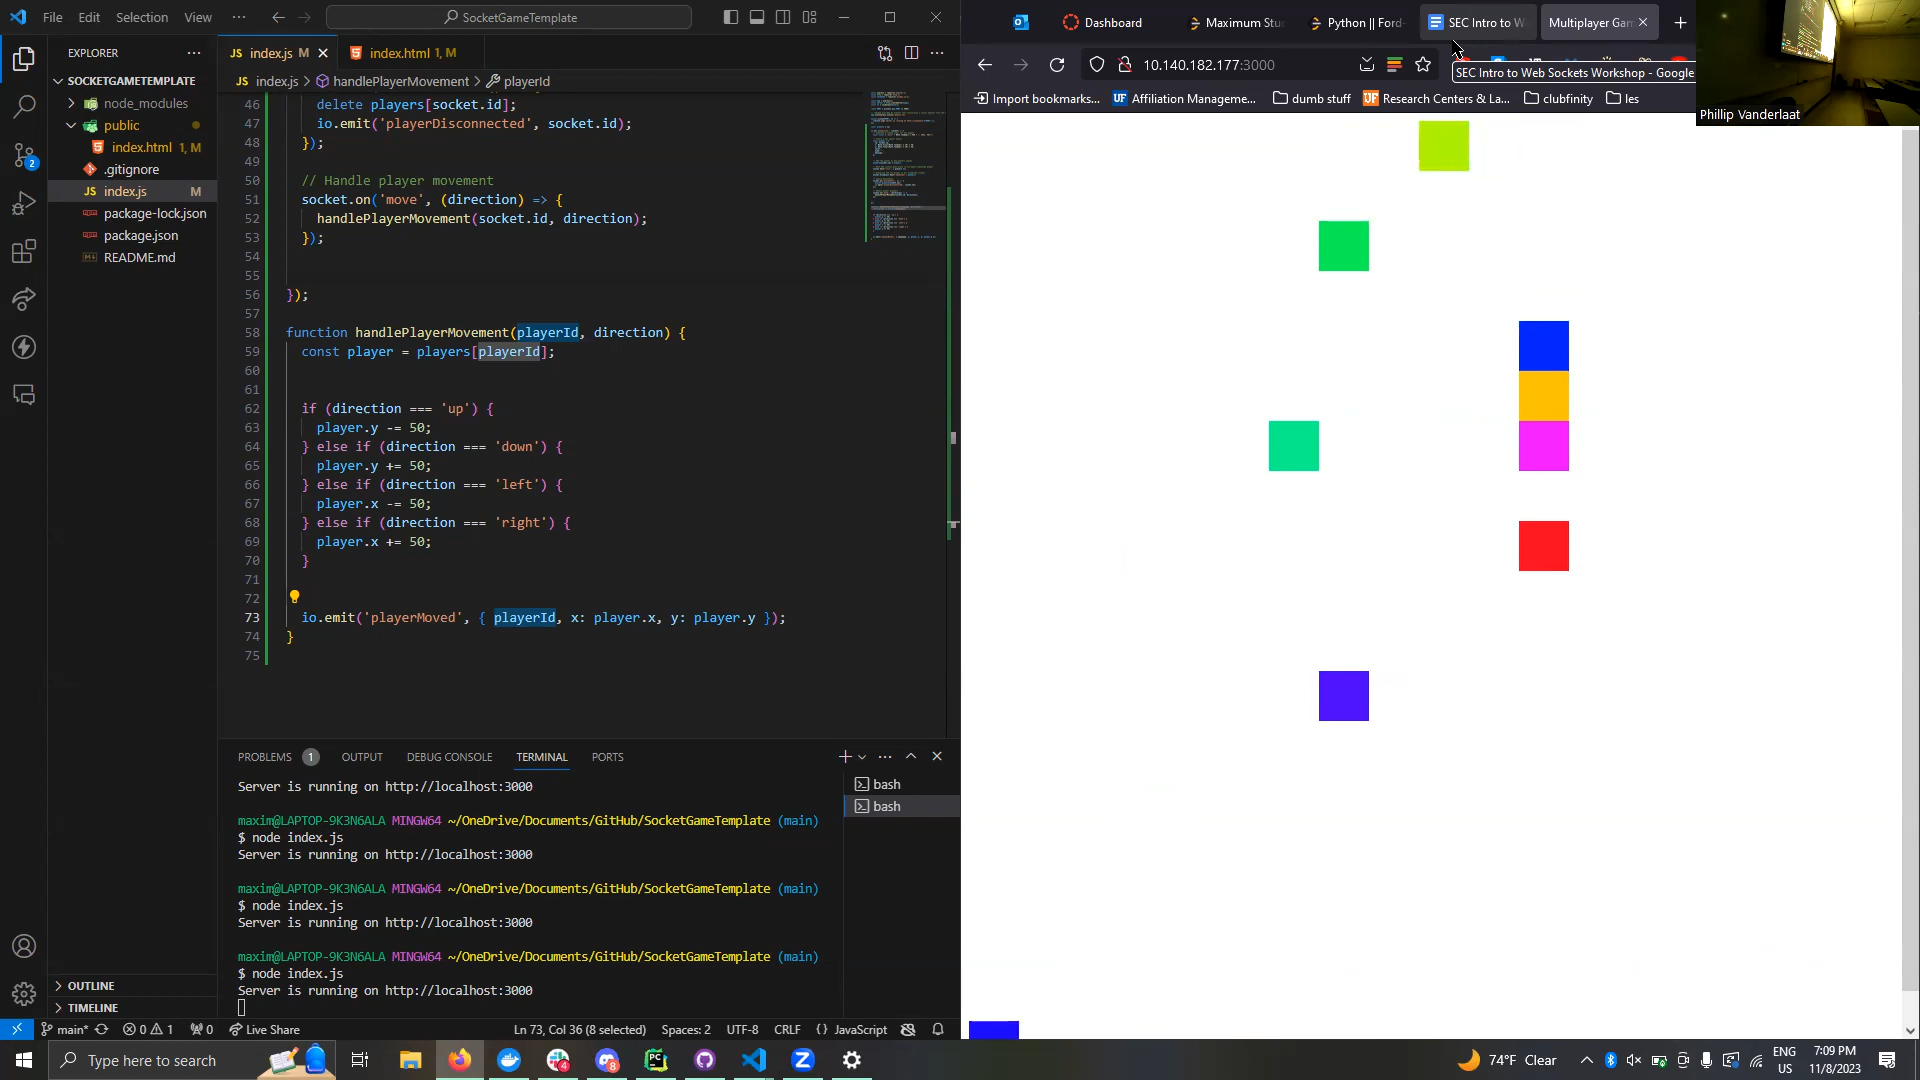 File Edit Selection View ··· SocketGameTemplate
EXPLORER
SOCKETGAMETEMPLATE
node_modules
public
index.html 1, M
.gitignore
index.js M
package-lock.json
package.json
README.md
OUTLINE
TIMELINE
JS index.js M index.html 1, M
JS index.js > handlePlayerMovement > playerId
46 delete players[socket.id];
47 io.emit('playerDisconnected', socket.id);
48 });
49
50 // Handle player movement
51 socket.on('move', (direction) => {
52 handlePlayerMovement(socket.id, direction);
53 });
54
55
56 });
57
58 function handlePlayerMovement(playerId, direction) {
59 const player = players[playerId];
60
61
62 if (direction === 'up') {
63 player.y -= 50;
64 } else if (direction === 'down') {
65 player.y += 50;
66 } else if (direction === 'left') {
67 player.x -= 50;
68 } else if (direction === 'right') {
69 player.x += 50;
70 }
71
72
73 io.emit('playerMoved', { playerId, x: player.x, y: player.y });
74 }
75
PROBLEMS 1 OUTPUT DEBUG CONSOLE TERMINAL PORTS
Server is running on http://localhost:3000
maxim@LAPTOP-9K3N6ALA MINGW64 ~/OneDrive/Documents/GitHub/SocketGameTemplate (main)
$ node index.js
Server is running on http://localhost:3000
maxim@LAPTOP-9K3N6ALA MINGW64 ~/OneDrive/Documents/GitHub/SocketGameTemplate (main)
$ node index.js
Server is running on http://localhost:3000
maxim@LAPTOP-9K3N6ALA MINGW64 ~/OneDrive/Documents/GitHub/SocketGameTemplate (main)
$ node index.js
Server is running on http://localhost:3000
bash
bash
main* 0 1 0 Live Share Ln 73, Col 36 (8 selected) Spaces: 2 UTF-8 CRLF {} JavaScript
Dashboard Maximum Stu Python || Ford- SEC Intro to W Multiplayer Gam
10.140.182.177:3000
SEC Intro to Web Sockets Workshop - Google
Import bookmarks... UF Affiliation Manageme... dumb stuff UF Research Centers & La... clubfinity les
Phillip Vanderlaat
Type here to search
74°F Clear
ENG
US
7:09 PM
11/8/2023